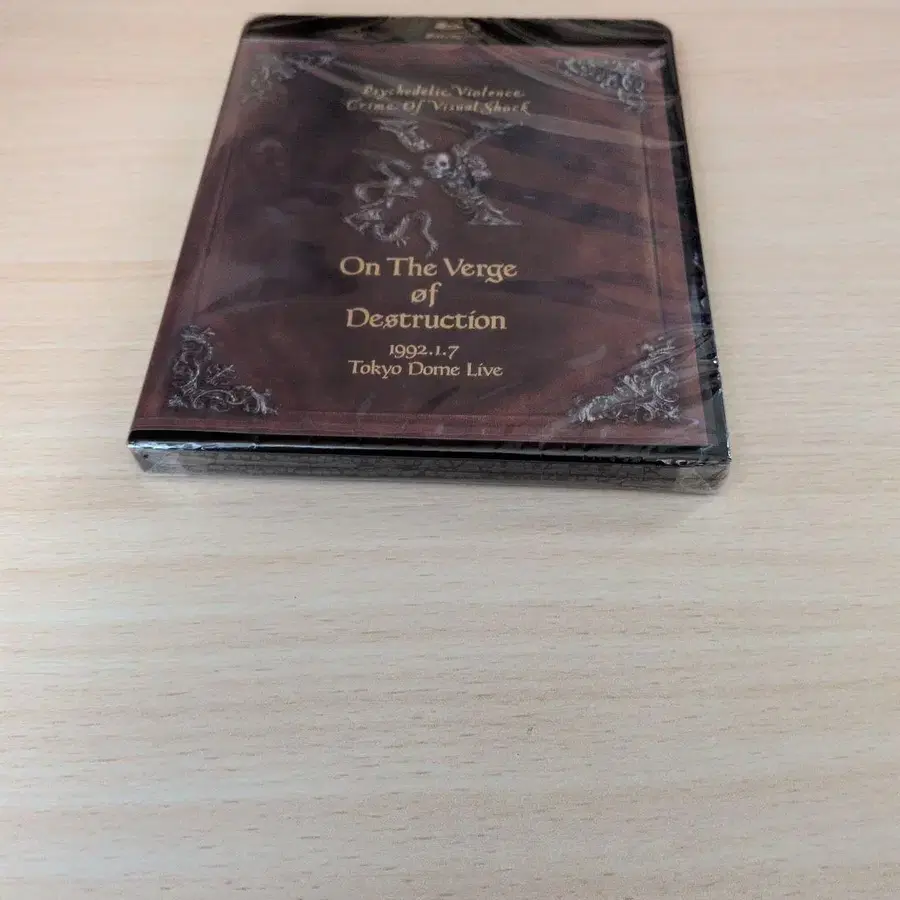 Psychedelic Violence
Crime Of Visual Shock
X
On The Verge
øf
Destruction
1992.1.7
Tokyo Dome Live